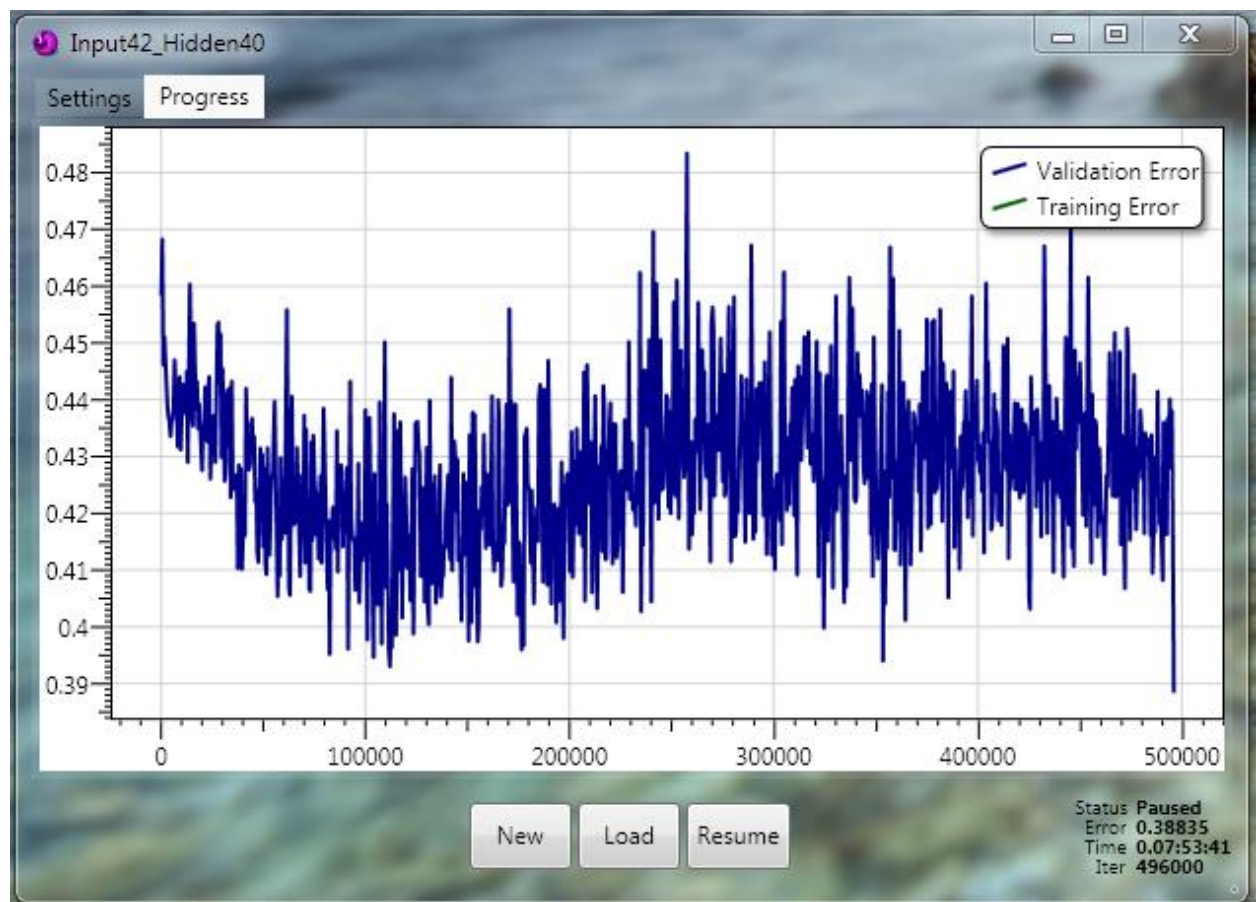 Input42_Hidden40
Settings Progress
Validation Error
Training Error
0.48
0.47
0.46
0.45
0.44
0.43
0.42
0.41
0.4
0.39
0 100000 200000 300000 400000 500000
New Load Resume
Status Paused
Error 0.38835
Time 0.07:53:41
Iter 496000